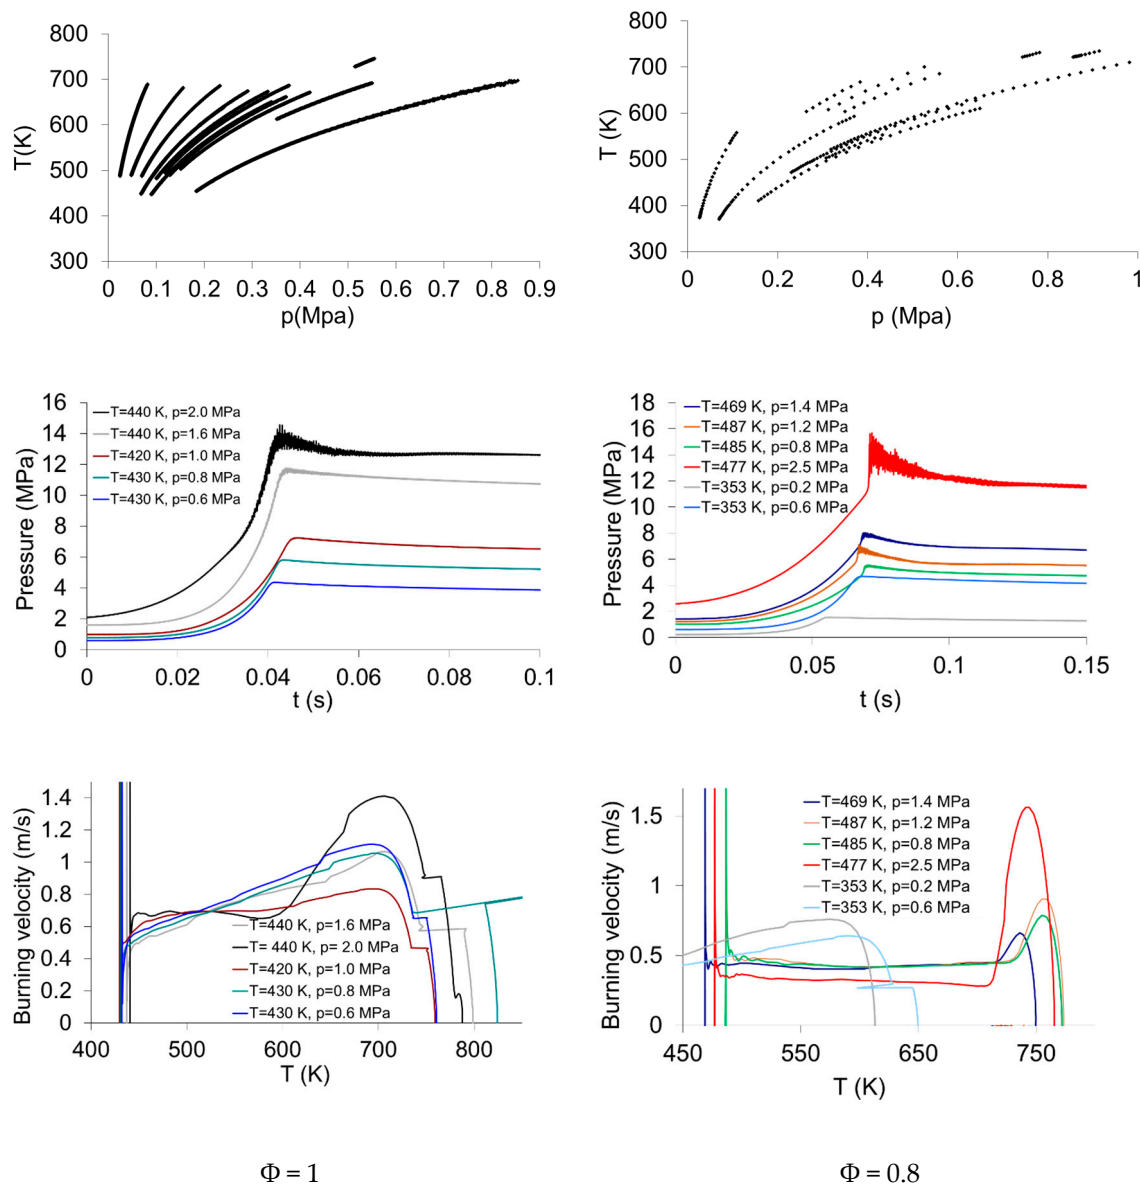 800
700
600
500
400
300
T(K)
0
0.1
0.2
0.3
0.4
0.5
0.6
0.7
0.8
0.9
p(Mpa)
800
700
600
500
400
300
T (K)
0
0.2
0.4
0.6
0.8
1
p (Mpa)
16
14
12
10
8
6
4
2
0
Pressure (MPa)
T=440 K, p=2.0 MPa
T=440 K, p=1.6 MPa
T=420 K, p=1.0 MPa
T=430 K, p=0.8 MPa
T=430 K, p=0.6 MPa
0
0.02
0.04
0.06
0.08
0.1
t (s)
18
16
14
12
10
8
6
4
2
0
Pressure (MPa)
T=469 K, p=1.4 MPa
T=487 K, p=1.2 MPa
T=485 K, p=0.8 MPa
T=477 K, p=2.5 MPa
T=353 K, p=0.2 MPa
T=353 K, p=0.6 MPa
0
0.05
0.1
0.15
t (s)
1.4
1.2
1
0.8
0.6
0.4
0.2
0
Burning velocity (m/s)
T=440 K, p=1.6 MPa
T= 440 K, p= 2.0 MPa
T=420 K, p=1.0 MPa
T=430 K, p=0.8 MPa
T=430 K, p=0.6 MPa
400
500
600
700
800
T (K)
1.5
1
0.5
0
Burning velocity (m/s)
T=469 K, p=1.4 MPa
T=487 K, p=1.2 MPa
T=485 K, p=0.8 MPa
T=477 K, p=2.5 MPa
T=353 K, p=0.2 MPa
T=353 K, p=0.6 MPa
450
550
650
750
T (K)
Φ = 1
Φ = 0.8